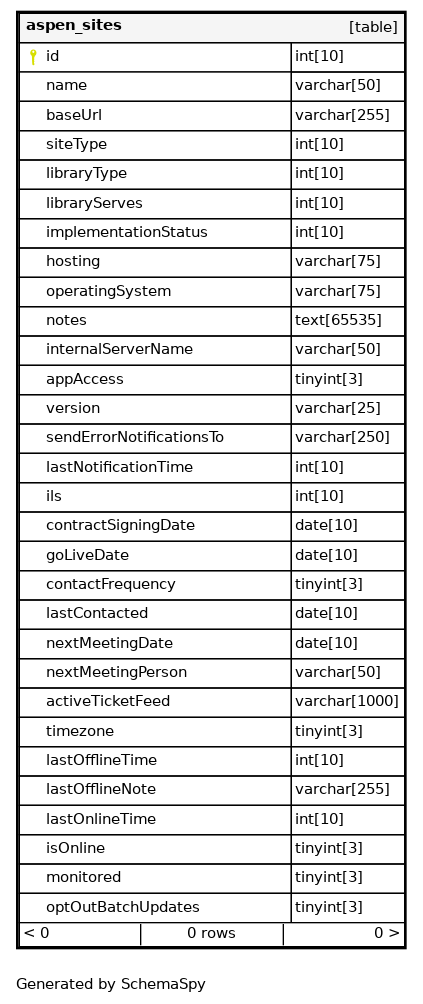 aspen_sites [table]
id int[10]
name varchar[50]
baseUrl varchar[255]
siteType int[10]
libraryType int[10]
libraryServes int[10]
implementationStatus int[10]
hosting varchar[75]
operatingSystem varchar[75]
notes text[65535]
internalServerName varchar[50]
appAccess tinyint[3]
version varchar[25]
sendErrorNotificationsTo varchar[250]
lastNotificationTime int[10]
ils int[10]
contractSigningDate date[10]
goLiveDate date[10]
contactFrequency tinyint[3]
lastContacted date[10]
nextMeetingDate date[10]
nextMeetingPerson varchar[50]
activeTicketFeed varchar[1000]
timezone tinyint[3]
lastOfflineTime int[10]
lastOfflineNote varchar[255]
lastOnlineTime int[10]
isOnline tinyint[3]
monitored tinyint[3]
optOutBatchUpdates tinyint[3]
< 0 0 rows 0 >
Generated by SchemaSpy